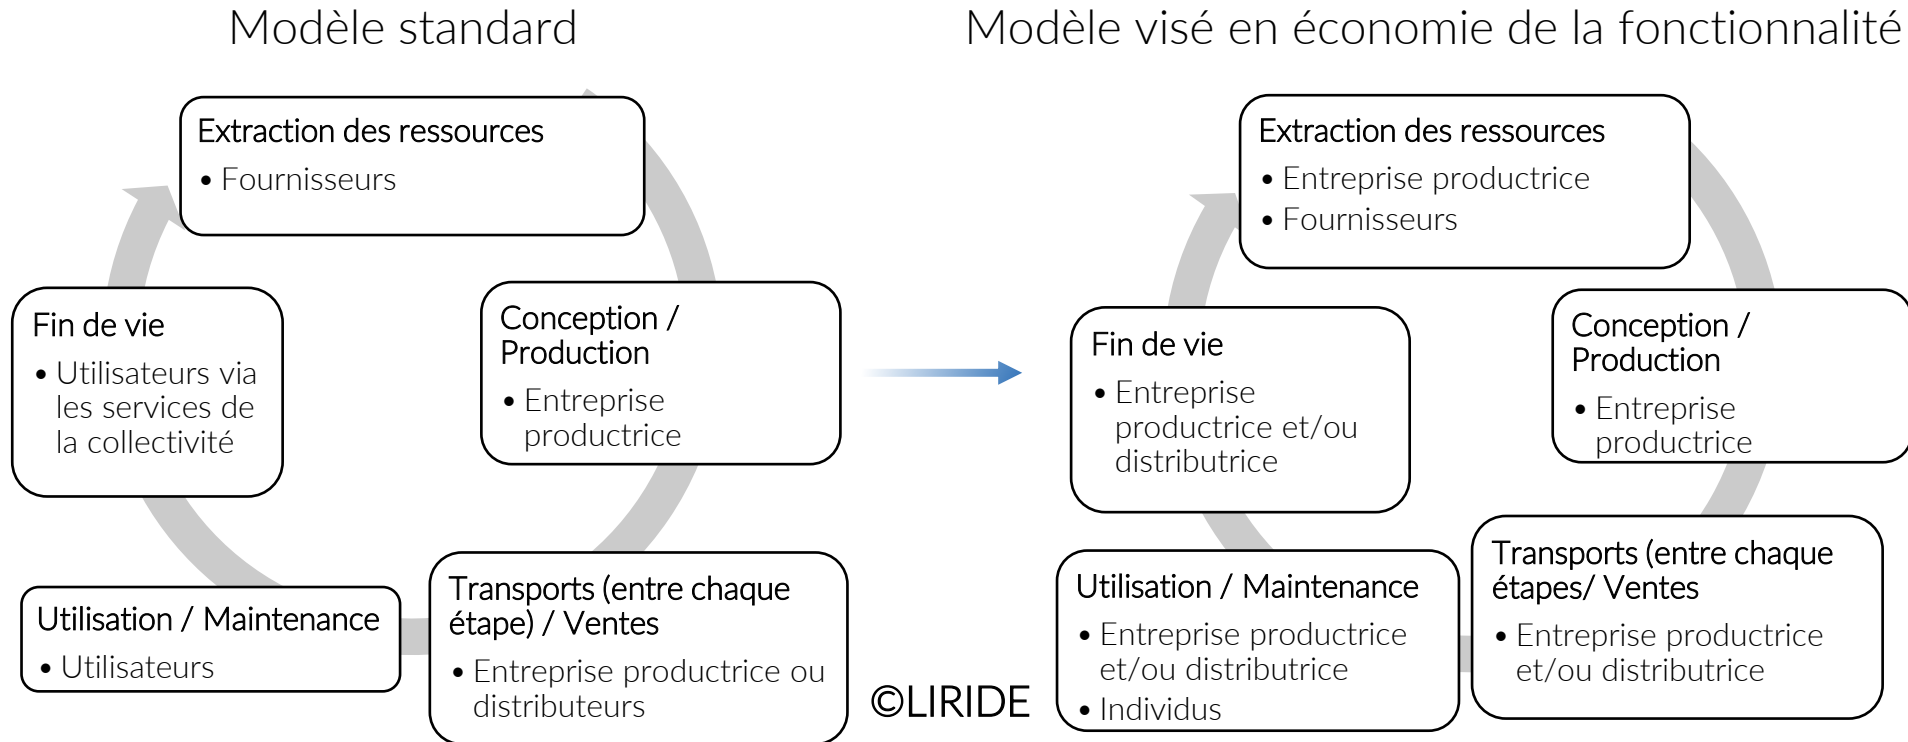 Modèle standard
Extraction des ressources
• Fournisseurs
Conception /
Production
• Entreprise
productrice
Transports (entre chaque
étape) / Ventes
• Entreprise productrice ou
distributeurs
Utilisation / Maintenance
• Utilisateurs
Fin de vie
• Utilisateurs via
les services de
la collectivité
Modèle visé en économie de la fonctionnalité
Extraction des ressources
• Entreprise productrice
• Fournisseurs
Conception /
Production
• Entreprise
productrice
Transports (entre chaque
étapes/ Ventes
• Entreprise productrice
et/ou distributrice
Utilisation / Maintenance
• Entreprise productrice
et/ou distributrice
• Individus
Fin de vie
• Entreprise
productrice et/ou
distributrice
©LIRIDE